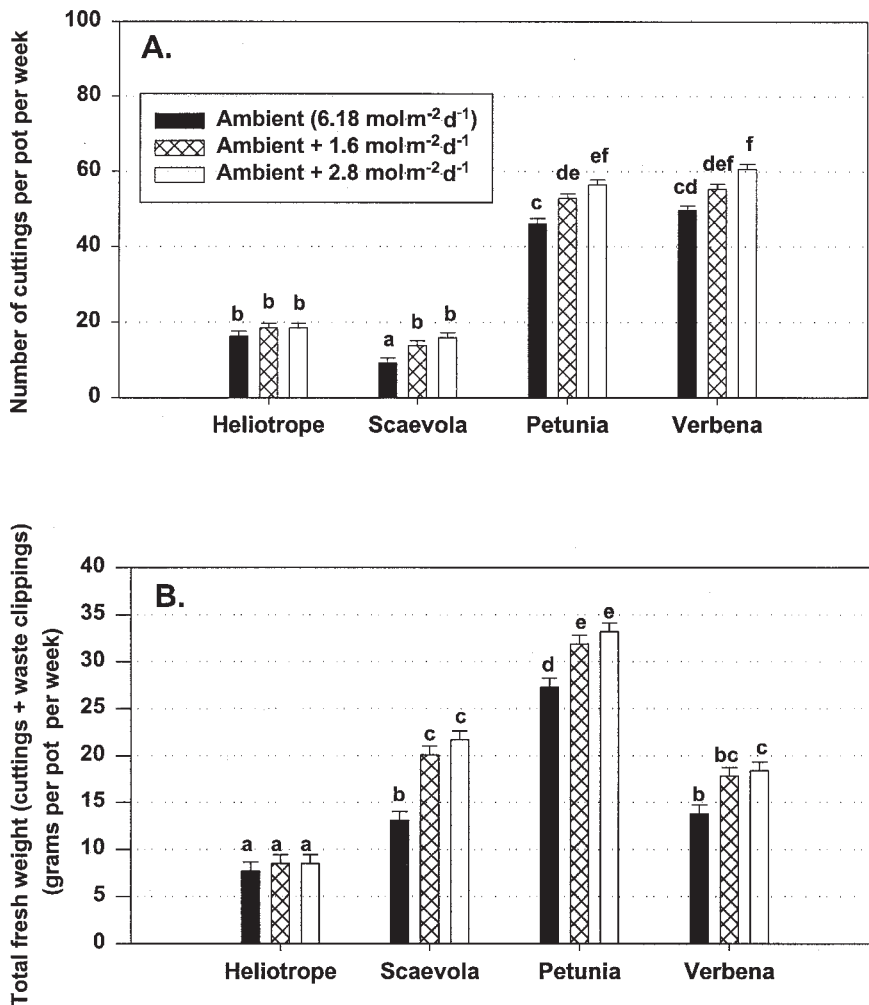 A.
Number of cuttings per pot per week
100
80
60
40
20
0
Ambient (6.18 mol·m⁻² d⁻¹)
Ambient + 1.6 mol·m⁻² d⁻¹
Ambient + 2.8 mol·m⁻² d⁻¹
b b b
a b b
c de ef
cd def f
Heliotrope Scaevola Petunia Verbena
B.
Total fresh weight (cuttings + waste clippings)
(grams per pot per week)
40
35
30
25
20
15
10
5
0
a a a
b c c
d e e
b bc c
Heliotrope Scaevola Petunia Verbena